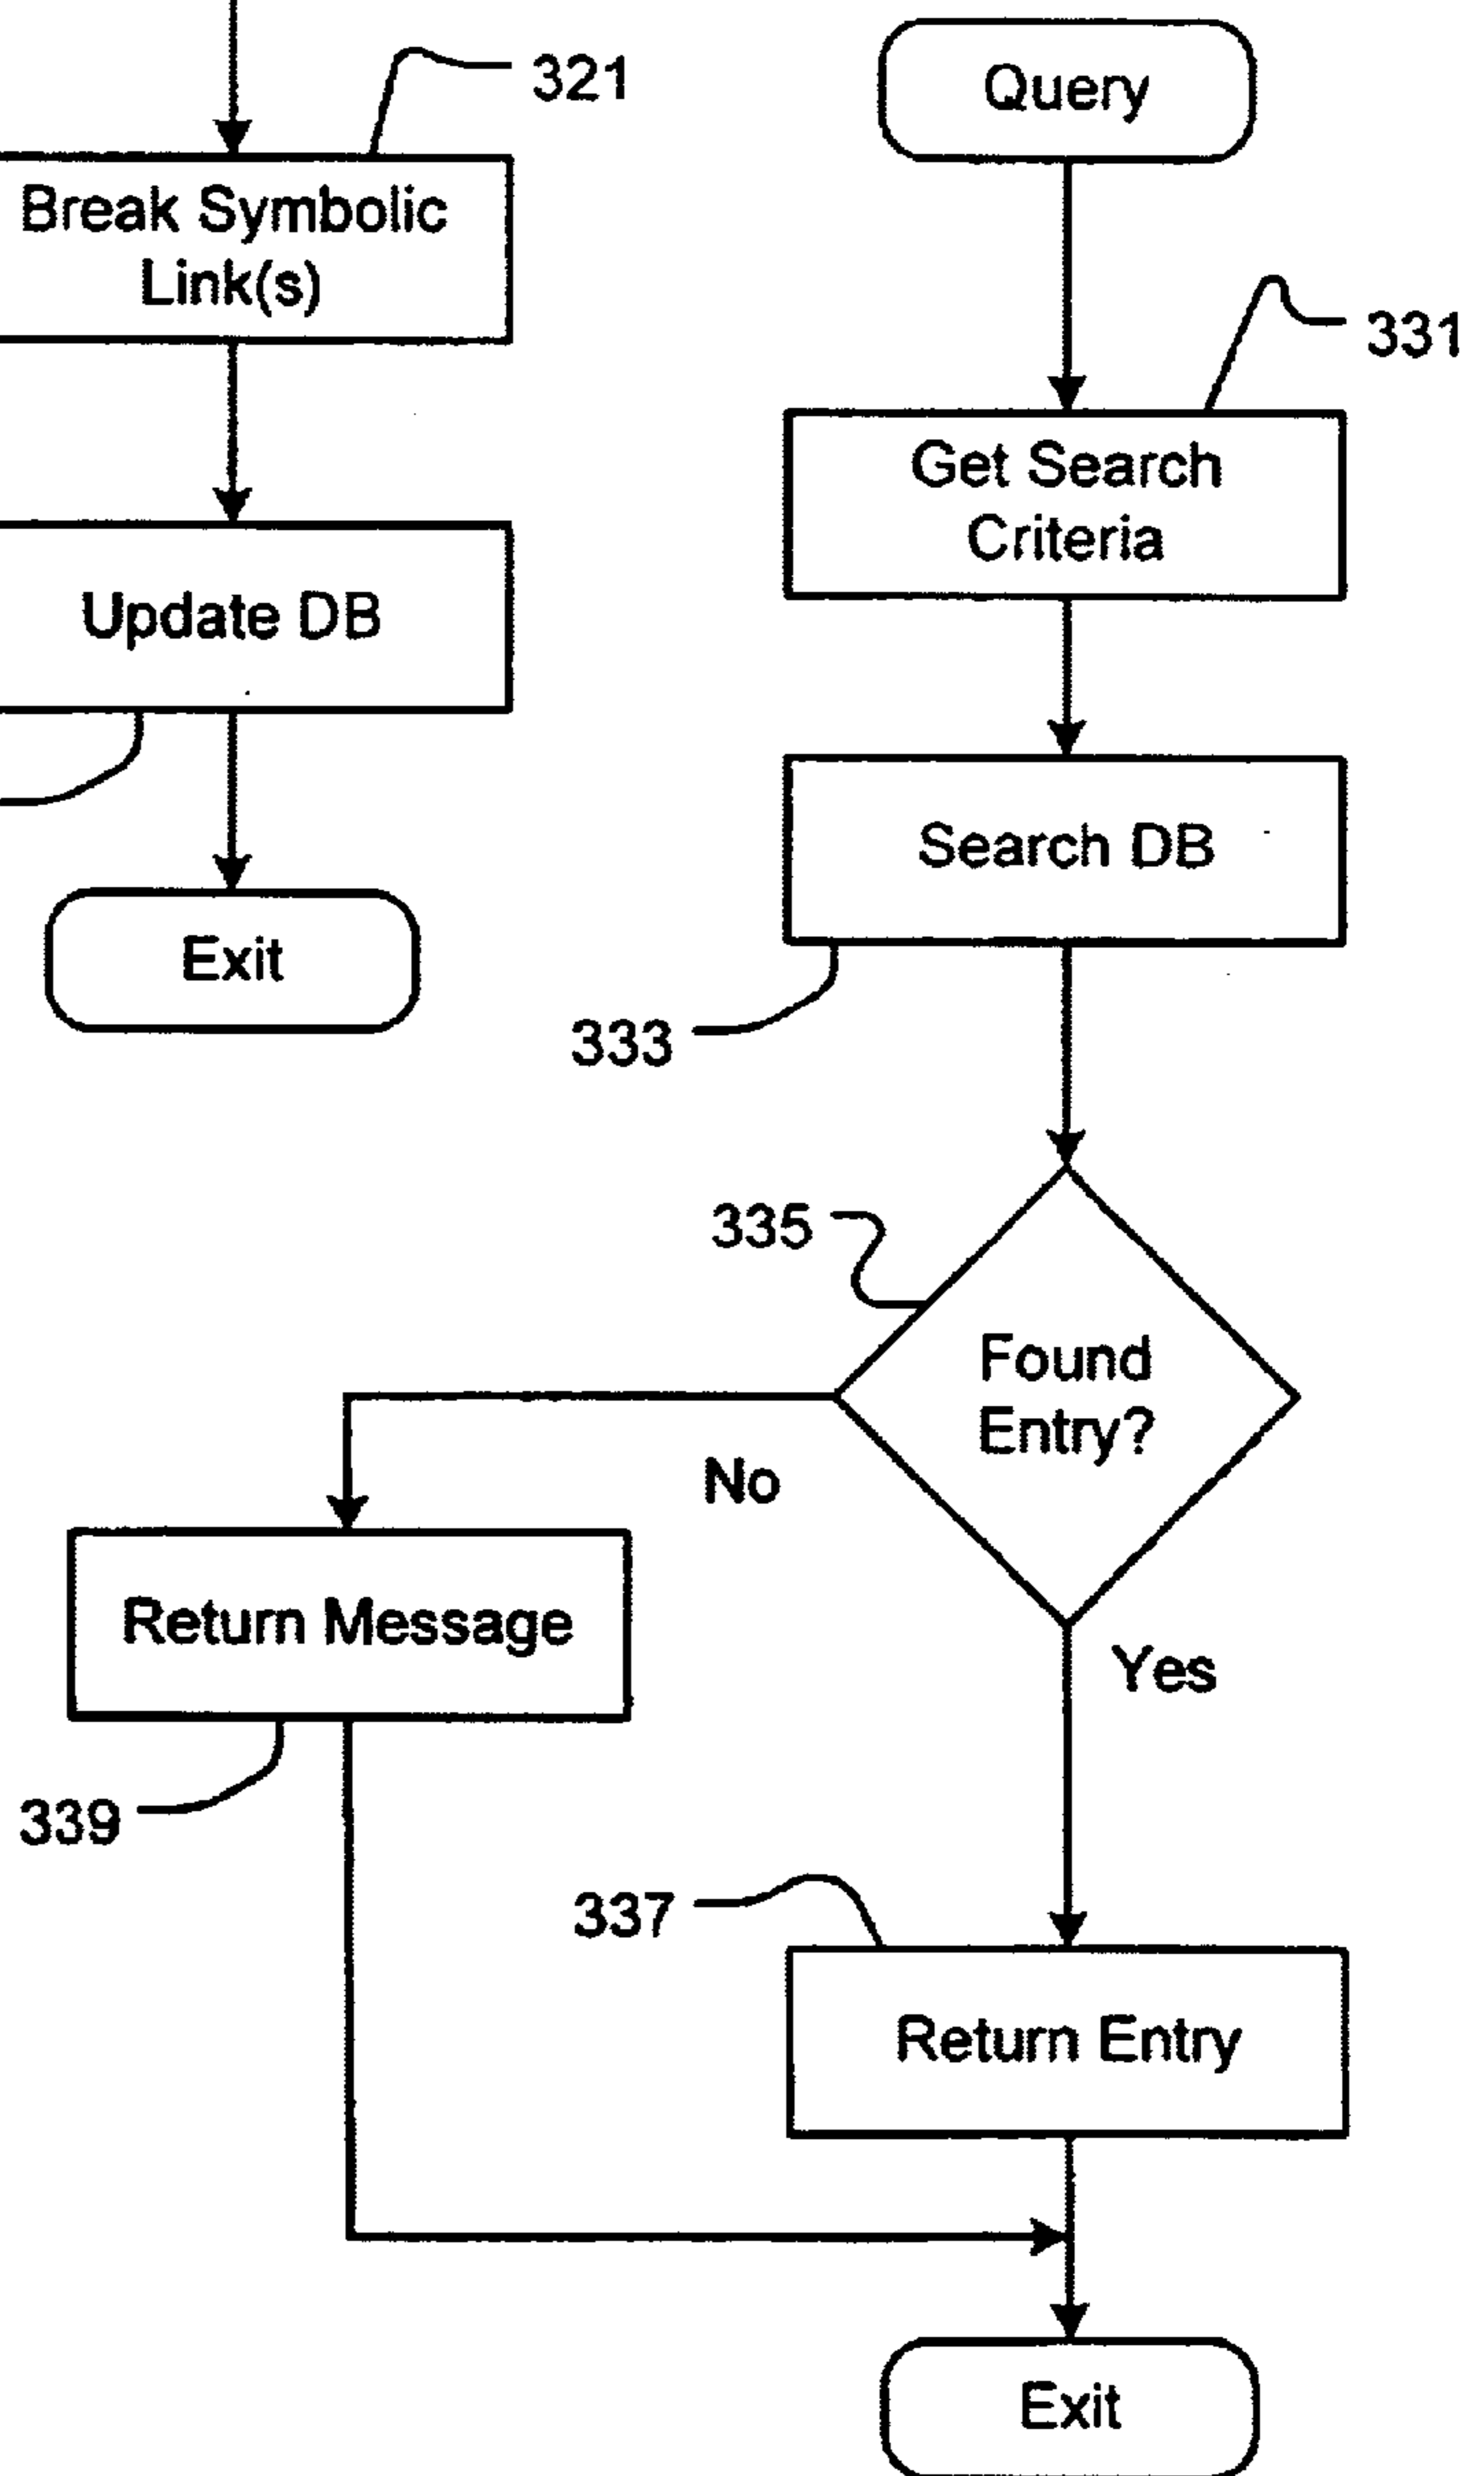 321
Break Symbolic
Link(s)
Update DB
Exit
Query
331
Get Search
Criteria
Search DB
333
335
Found
Entry?
No
Yes
Return Message
339
337
Return Entry
Exit